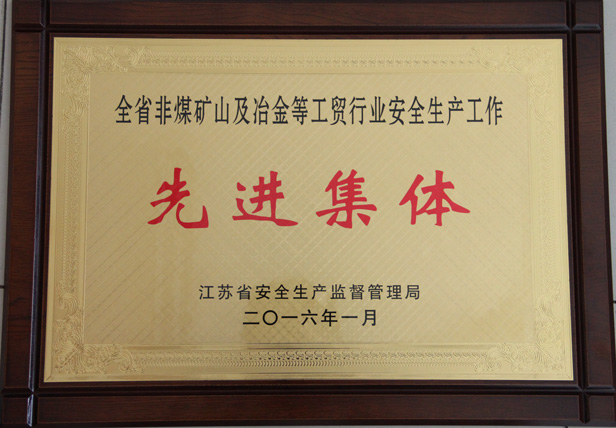 全省非煤矿山及冶金等工贸行业安全生产工作
先进集体
江苏省安全生产监督管理局
二〇一六年一月